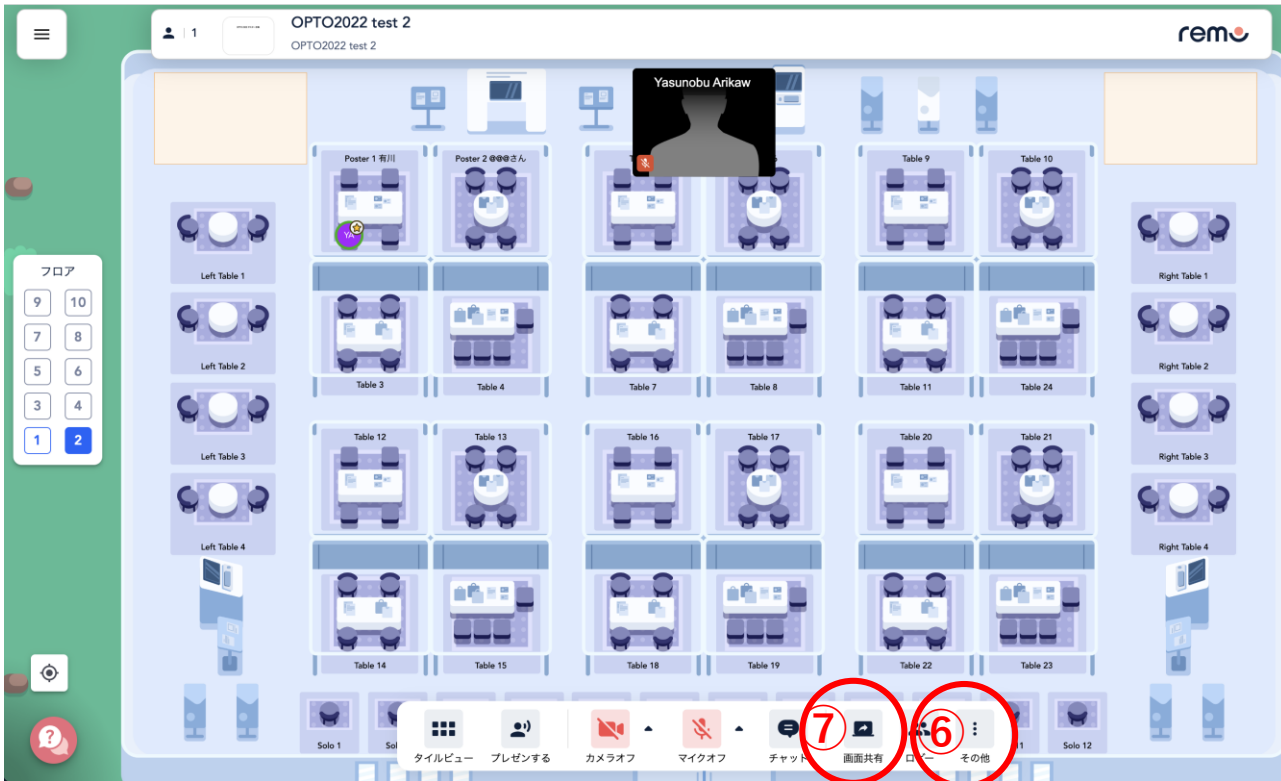 1
OPTO2022 test 2
OPTO2022 test 2
remo
Yasunobu Arikaw
Poster 1 有川
Poster 2 @@@さん
Table 9
Table 10
YA
Left Table 1
Right Table 1
フロア
9
10
7
8
5
6
3
4
1
2
Left Table 2
Right Table 2
Table 3
Table 4
Table 7
Table 8
Table 11
Table 24
Table 12
Table 13
Table 16
Table 17
Table 20
Table 21
Left Table 3
Right Table 3
Left Table 4
Right Table 4
Table 14
Table 15
Table 18
Table 19
Table 22
Table 23
Solo 1
Solo 12
⑦
⑥
タイルビュー
プレゼンする
カメラオフ
マイクオフ
チャット
画面共有
ロビー
その他